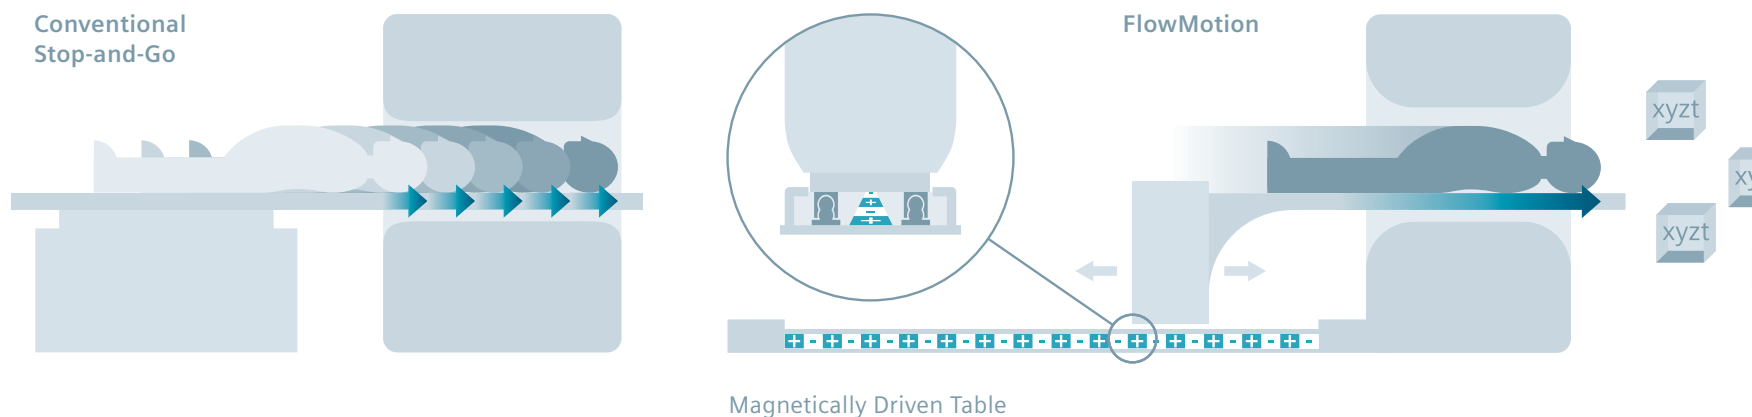 Conventional
Stop-and-Go
FlowMotion
xyzt
xyzt
Magnetically Driven Table